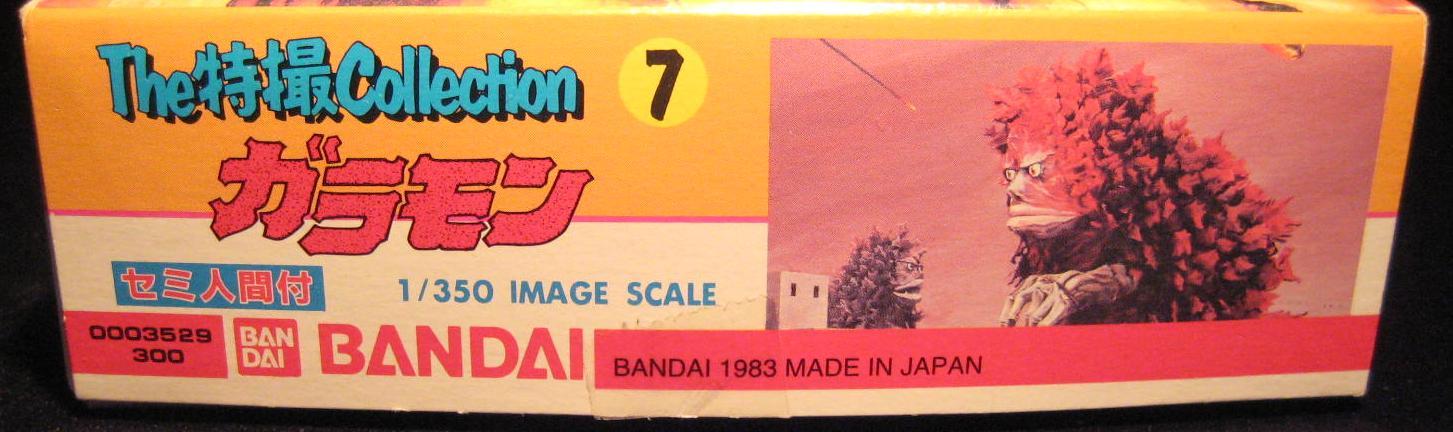 The特撮Collection 7
ガラモン
セミ人間付 1/350 IMAGE SCALE
0003529
300
BAN
DAI
BANDAI
BANDAI 1983 MADE IN JAPAN